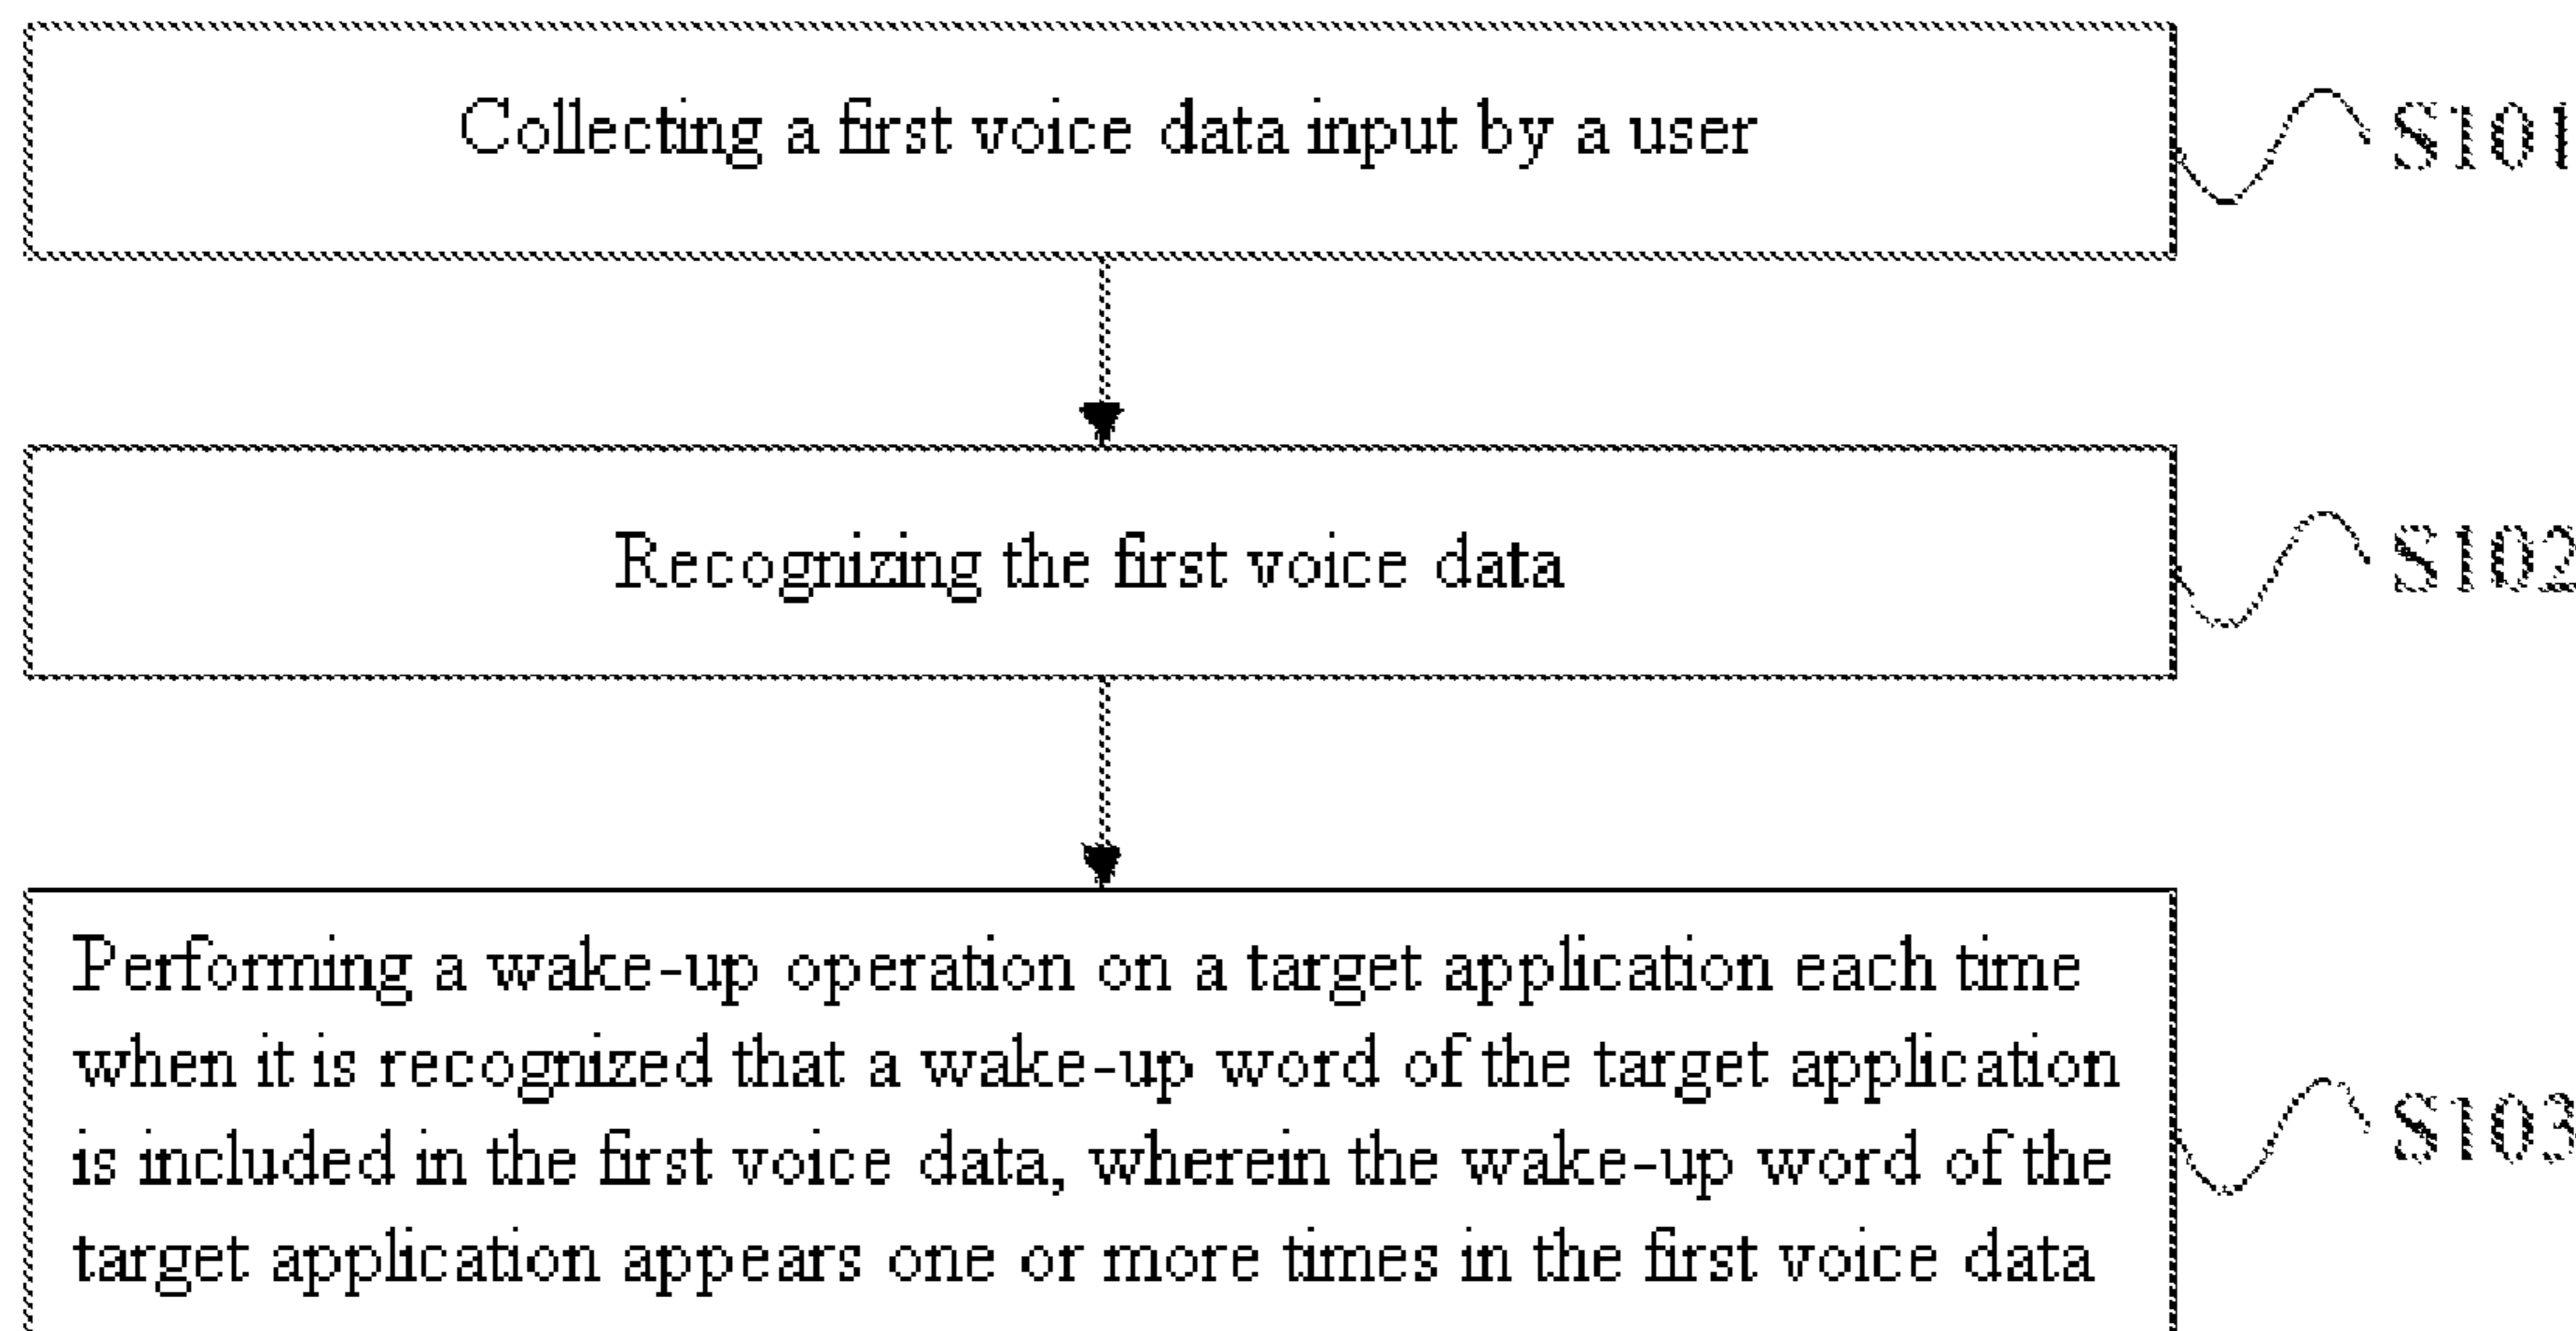 Collecting a first voice data input by a user
S101
Recognizing the first voice data
S102
Performing a wake-up operation on a target application each time
when it is recognized that a wake-up word of the target application
is included in the first voice data, wherein the wake-up word of the
target application appears one or more times in the first voice data
S103